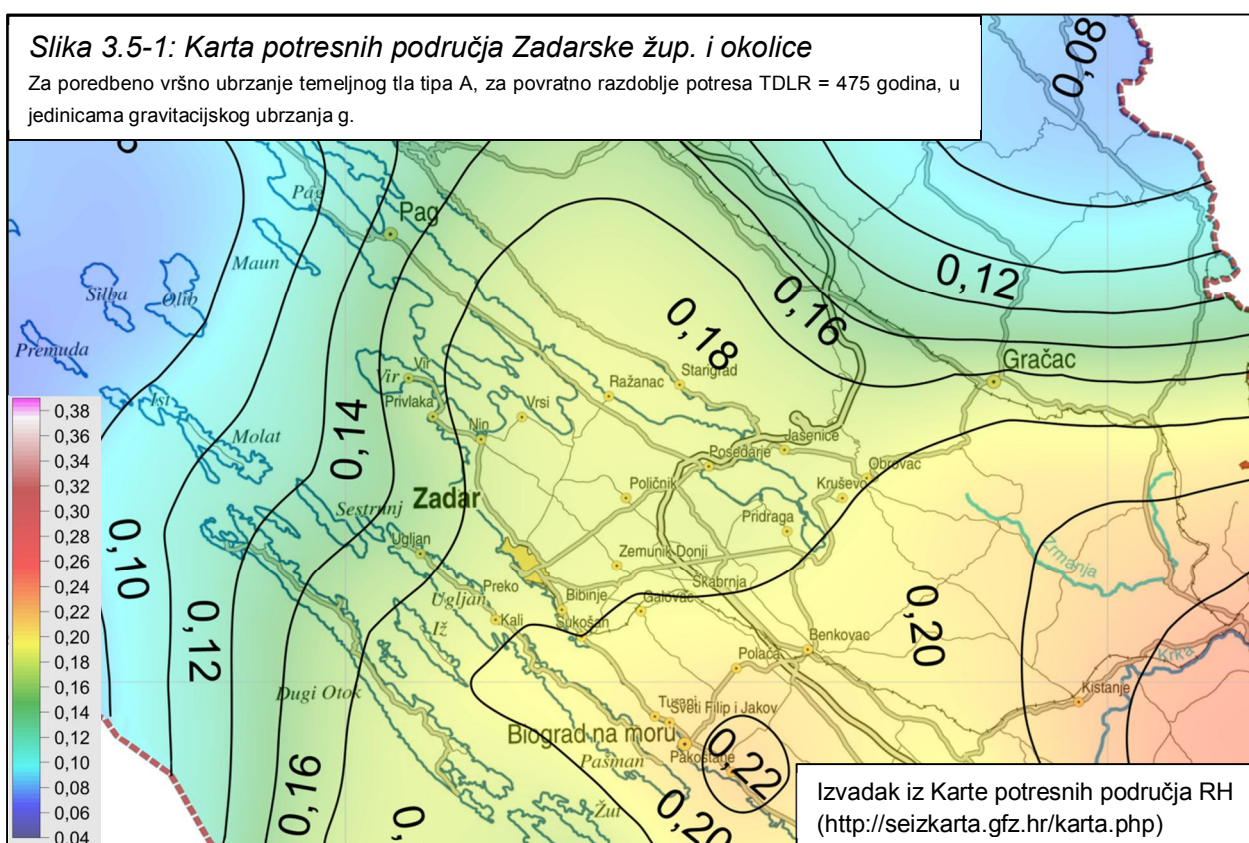 Slika 3.5-1: Karta potresnih područja Zadarske žup. i okolice
Za poredbeno vršno ubrzanje temeljnog tla tipa A, za povratno razdoblje potresa TDLR = 475 godina, u
jedinicama gravitacijskog ubrzanja g.
0,08
Pag
Pag
Maun
0,12
Silba
Olib
0,16
0,18
Premuda
Gračac
Vir
Vir
Starigrad
Ražanac
Privlaka
Vrsi
Ist
Nin
0,14
Molat
Jasenice
Posedarje
Obrovac
Poličnik
Kruševo
Zadar
Sestrunj
Pridraga
Ugljan
Zemunik Donji
Zrmanja
0,10
Preko
Škabrnja
Bibinje
Ugljan
Galovac
0,20
Kali
Sukošan
Iž
Benkovac
0,12
Polača
Krka
Dugi Otok
Kistanje
Turanj
Sveti Filip i Jakov
Biograd na moru
Pakoštane
0,22
Pašman
0,16
Žut
0,20
0,38
0,36
0,34
0,32
0,30
0,28
0,26
0,24
0,22
0,20
0,18
0,16
0,14
0,12
0,10
0,08
0,06
0,04
Izvadak iz Karte potresnih područja RH
(http://seizkarta.gfz.hr/karta.php)